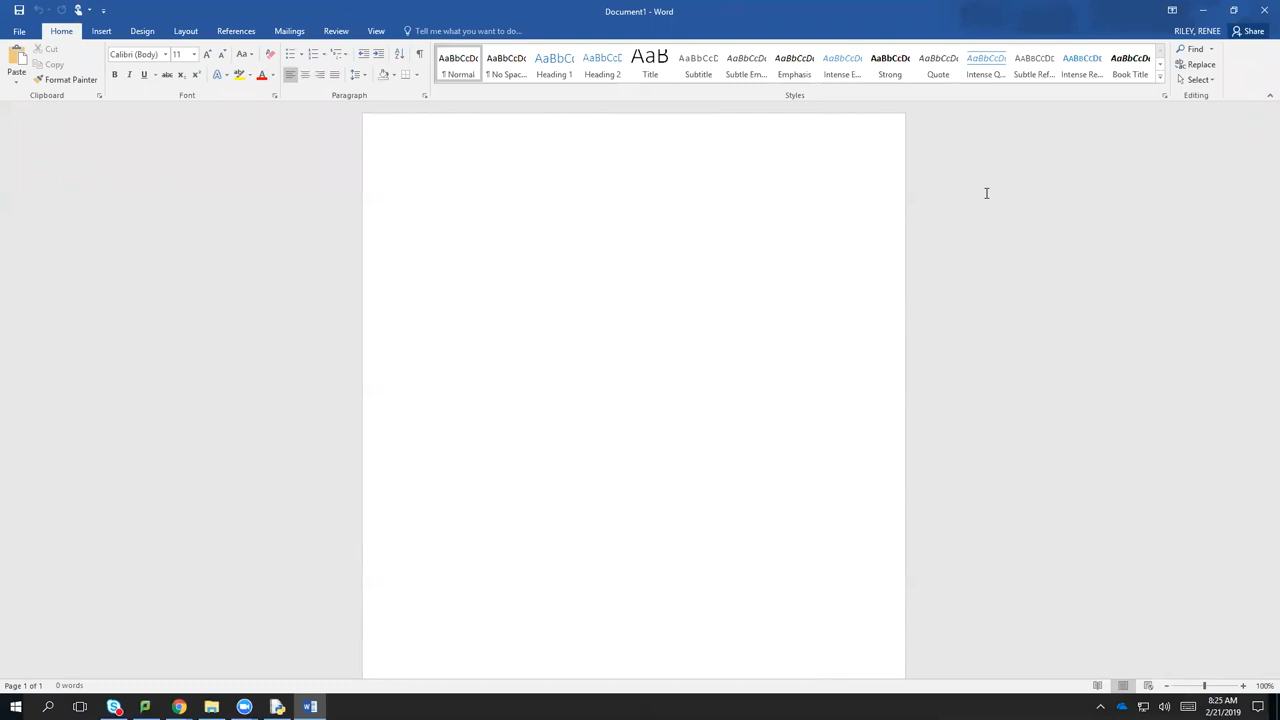 Document1 - Word
RILEY, RENEE
Share
File
Home
Insert
Design
Layout
References
Mailings
Review
View
Tell me what you want to do
Paste
Cut
Copy
Format Painter
Clipboard
Calibri (Body)
11
Font
Paragraph
AaBbCcDc
¶ Normal
AaBbCcDc
¶ No Spac...
AaBbCc
Heading 1
AaBbCcC
Heading 2
AaB
Title
AaBbCcC
Subtitle
AaBbCcDc
Subtle Em...
AaBbCcDc
Emphasis
AaBbCcDc
Intense E...
AaBbCcDc
Strong
AaBbCcDc
Quote
AaBbCcDc
Intense Q...
AaBbCcDc
Subtle Ref...
AaBbCcDc
Intense Re...
AaBbCcDc
Book Title
Styles
Find
Replace
Select
Editing
Page 1 of 1
0 words
100%
8:25 AM
2/21/2019